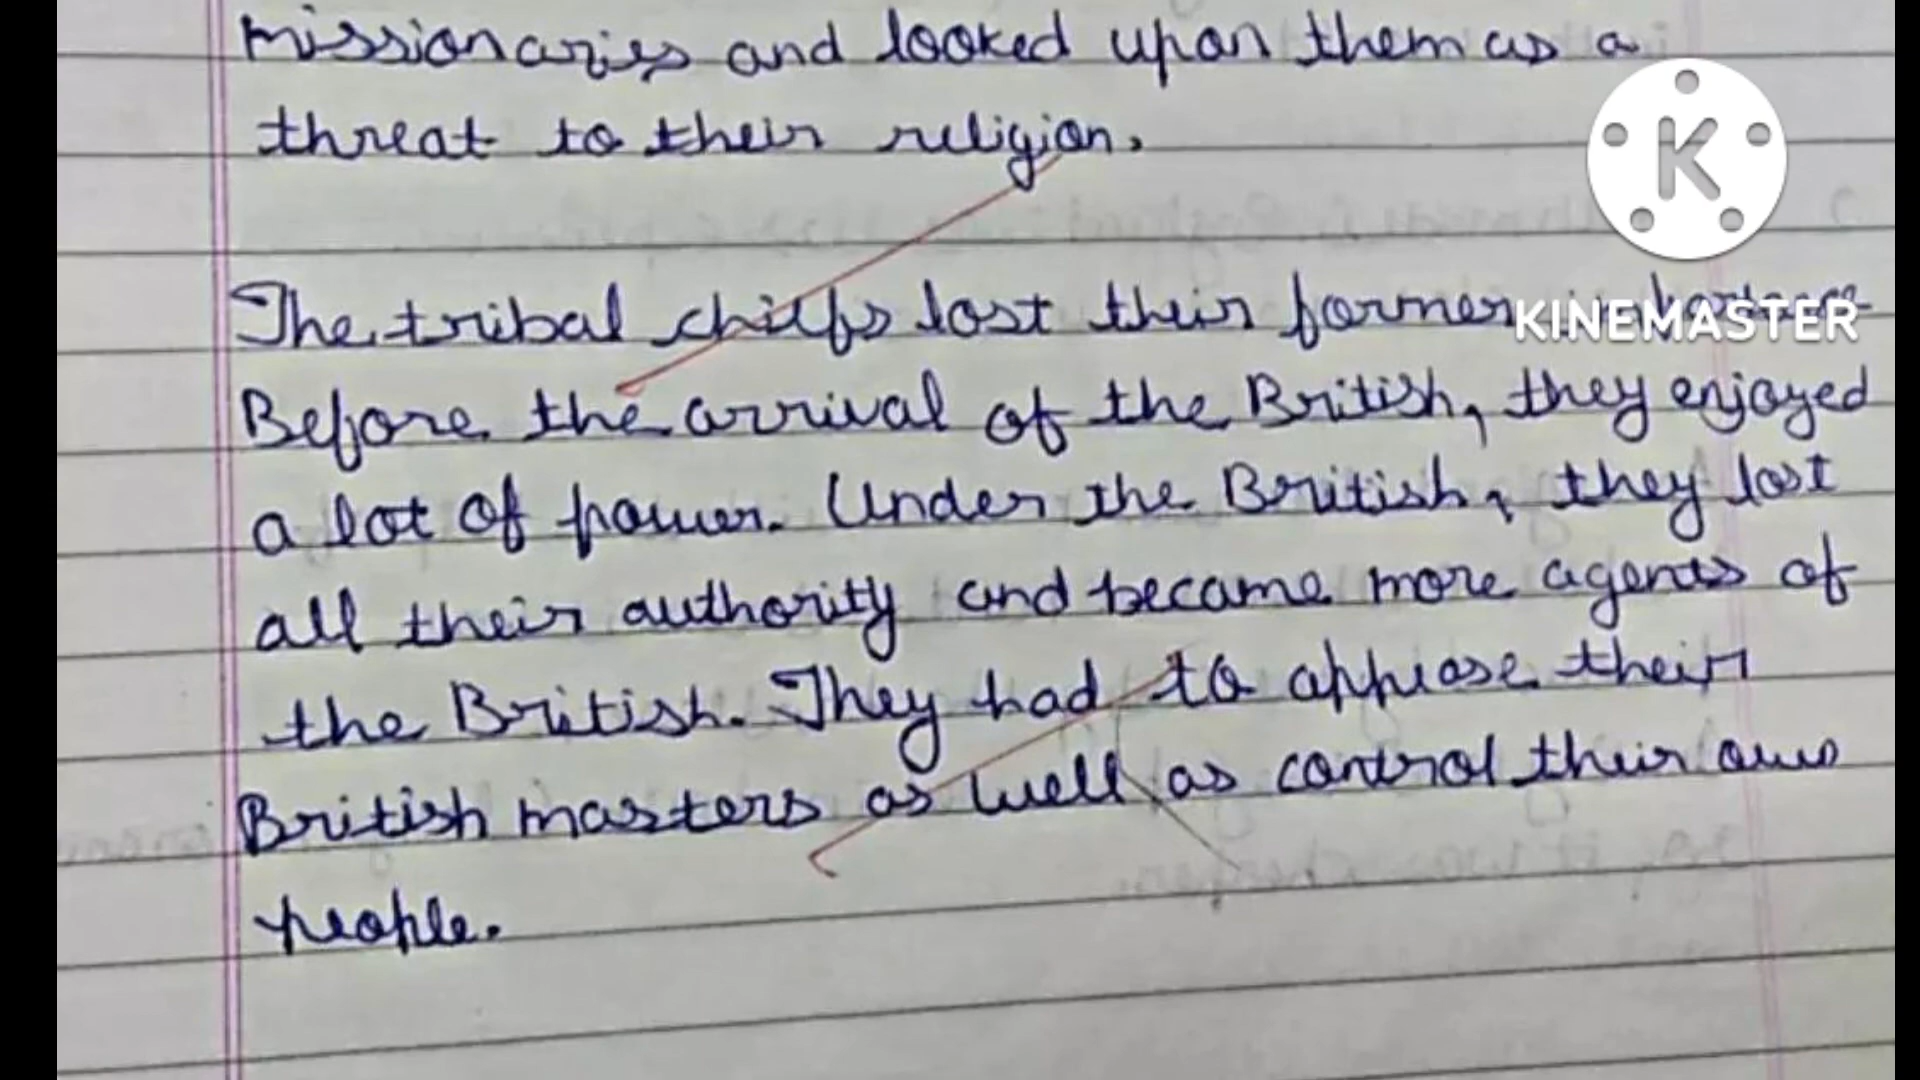 missionaries and looked upon them as a
threat to their religion.
The tribal chiefs lost their former importance
KINEMASTER
Before the arrival of the British, they enjoyed
a lot of power. Under the British, they lost
all their authority and became more agents of
the British. They had to appease their
British masters as well as control their own
people.